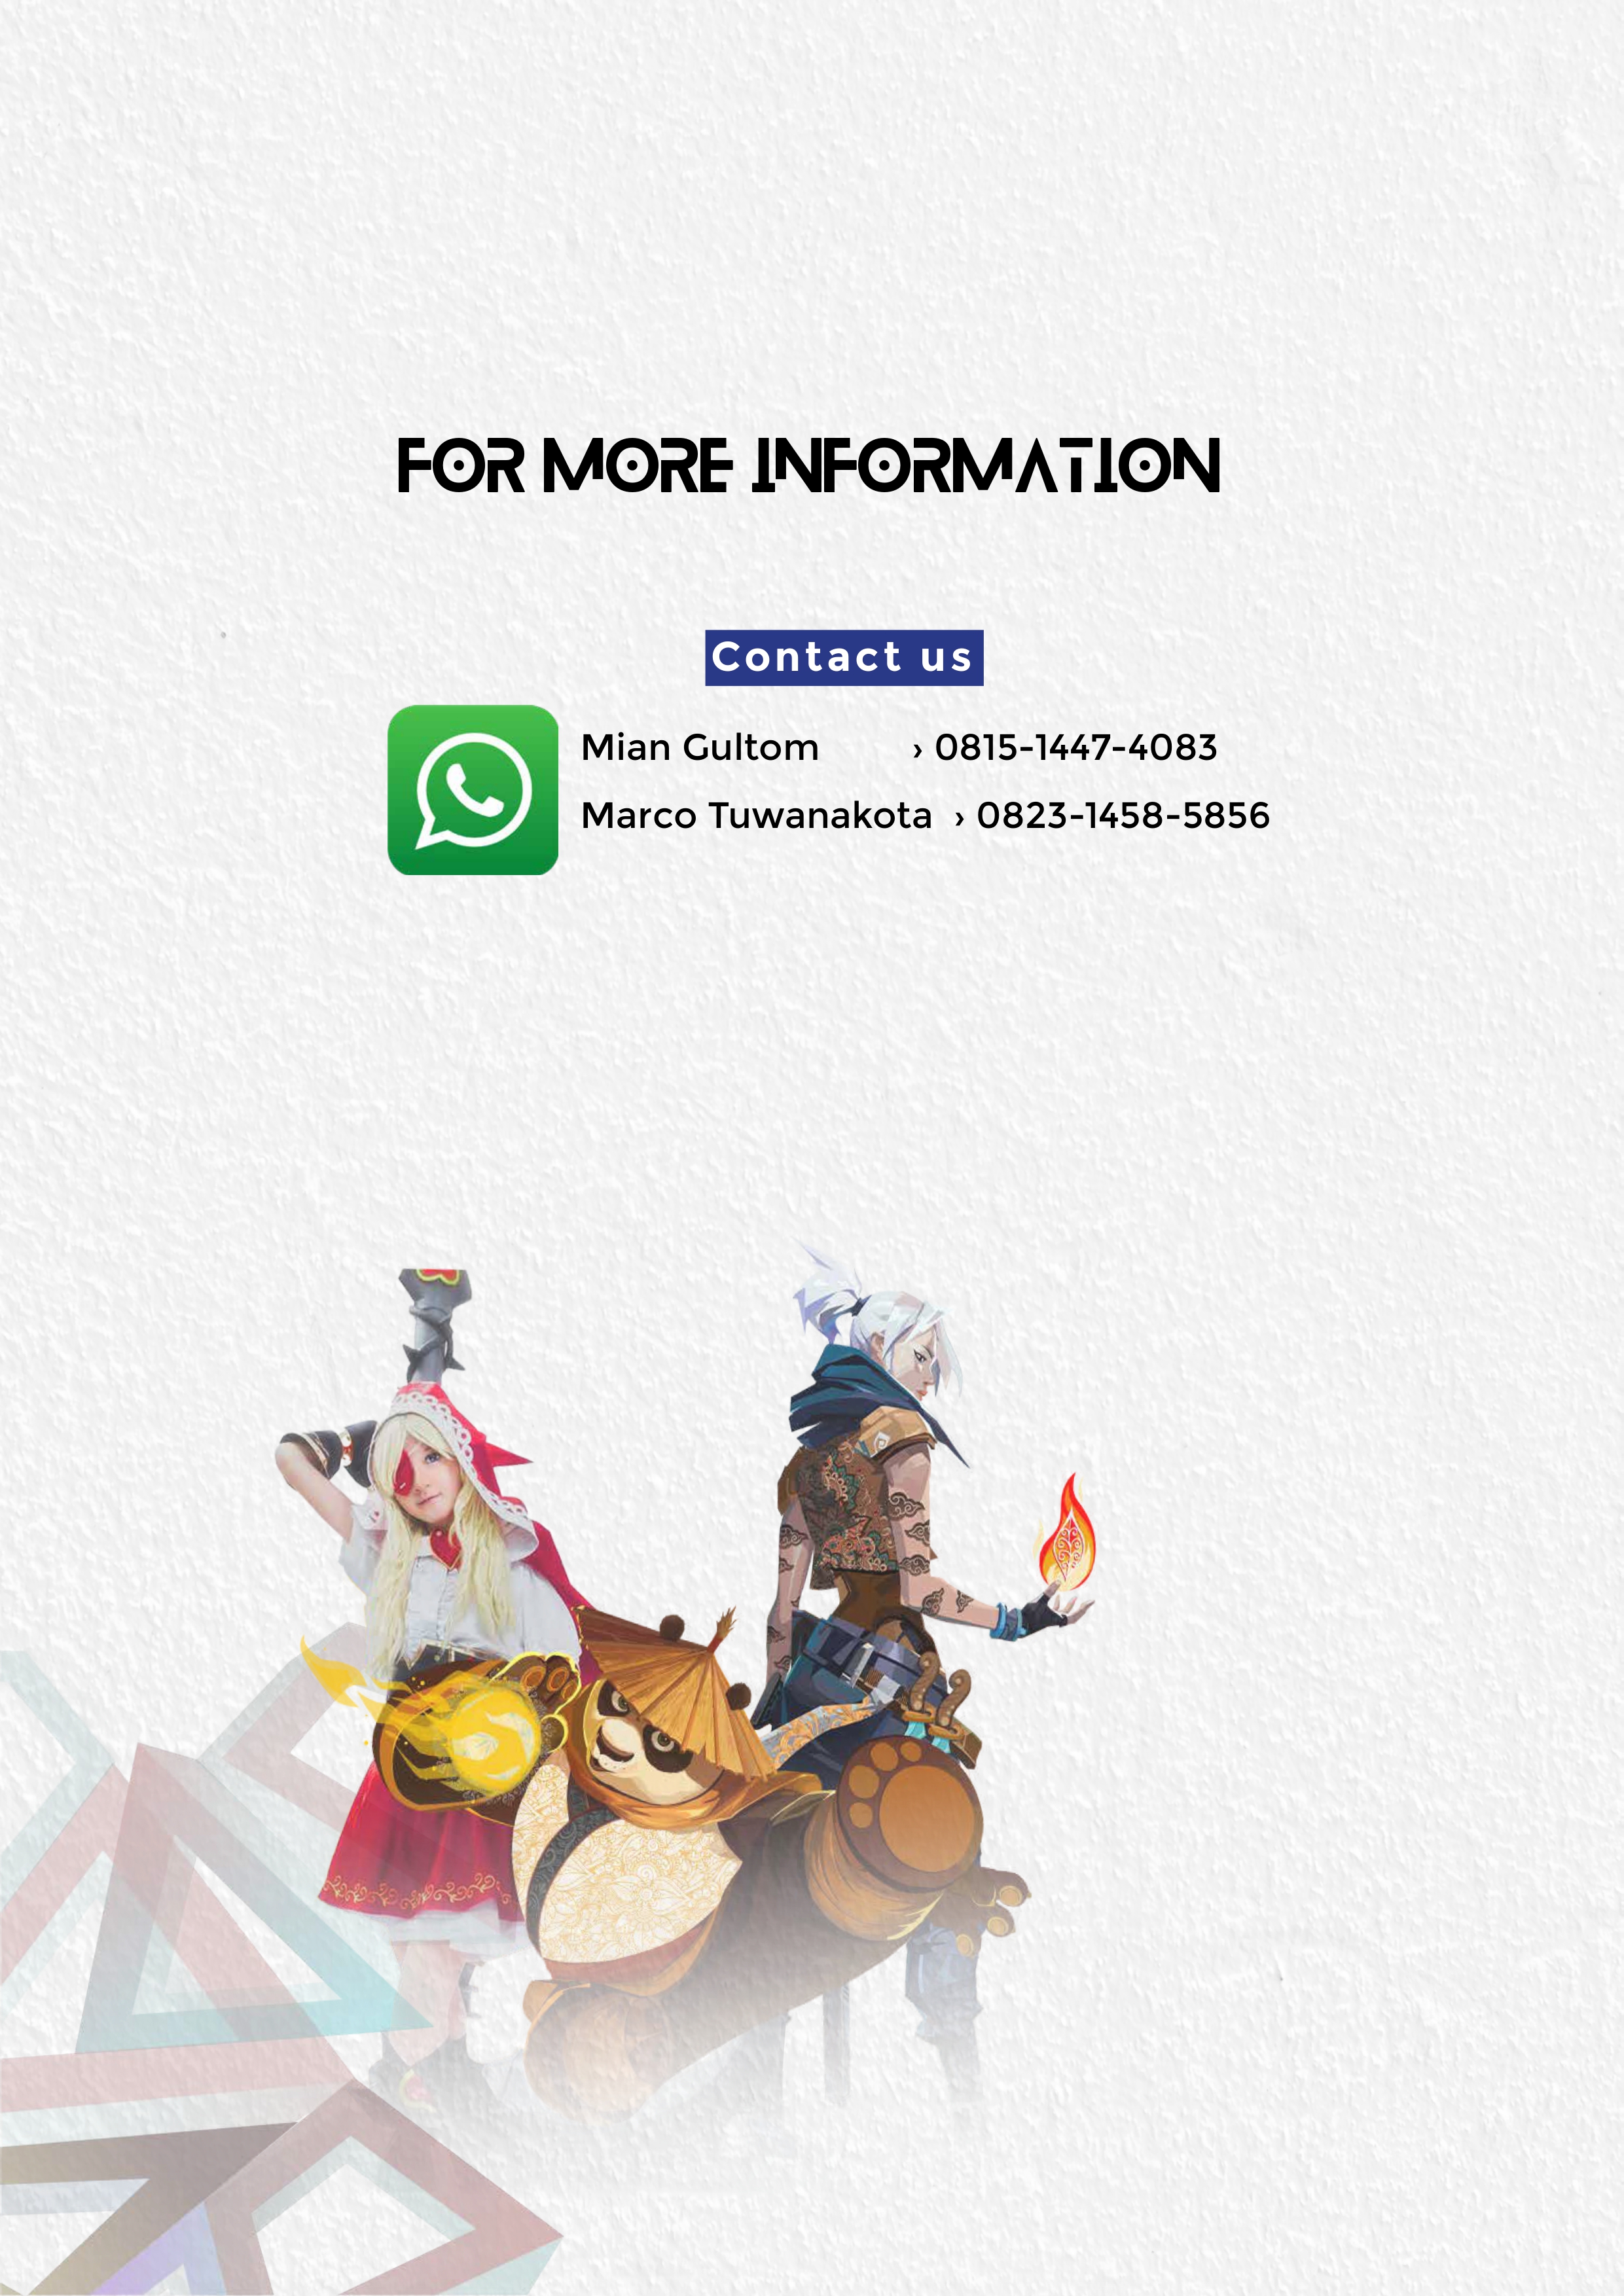 FOR MORE INFORMATION
Contact us
Mian Gultom › 0815-1447-4083
Marco Tuwanakota › 0823-1458-5856